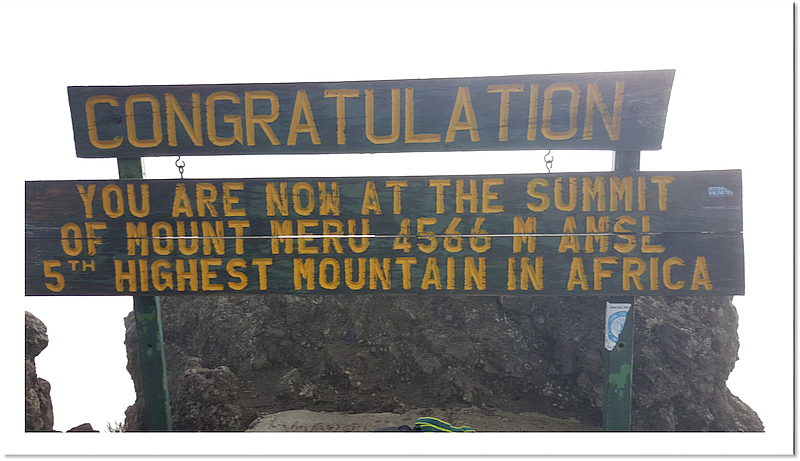 CONGRATULATION
YOU ARE NOW AT THE SUMMIT
OF MOUNT MERU 4566 M AMSL
5TH HIGHEST MOUNTAIN IN AFRICA